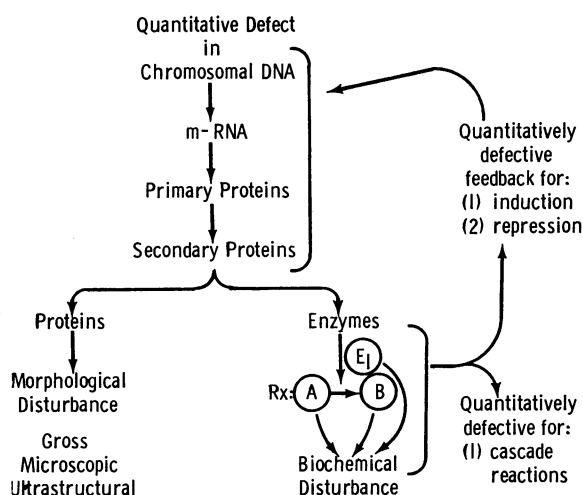 Quantitative Defect
in
Chromosomal DNA
m-RNA
Primary Proteins
Secondary Proteins
Quantitatively
defective
feedback for:
(1) induction
(2) repression
Proteins
Morphological
Disturbance
Gross
Microscopic
Ultrastructural
Enzymes
E1
Rx: A B
Biochemical
Disturbance
Quantitatively
defective for:
(1) cascade
reactions